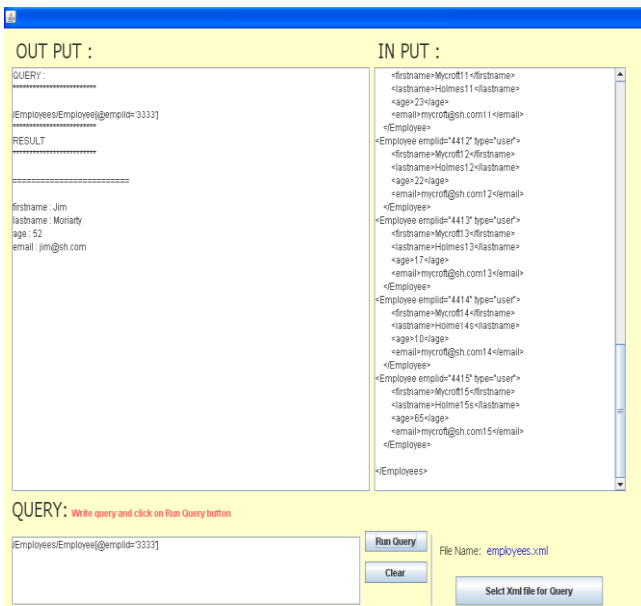 OUT PUT :
QUERY :
*************************
/Employees/Employee[@emplid='3333']
*************************
RESULT
*************************
=========================
firstname : Jim
lastname : Moriarty
age : 52
email : jim@sh.com
IN PUT :
<firstname>Mycroft11</firstname>
<lastname>Holmes11</lastname>
<age>23</age>
<email>mycroft@sh.com11</email>
</Employee>
<Employee emplid="4412" type="user">
<firstname>Mycroft12</firstname>
<lastname>Holmes12</lastname>
<age>22</age>
<email>mycroft@sh.com12</email>
</Employee>
<Employee emplid="4413" type="user">
<firstname>Mycroft13</firstname>
<lastname>Holmes13</lastname>
<age>17</age>
<email>mycroft@sh.com13</email>
</Employee>
<Employee emplid="4414" type="user">
<firstname>Mycroft14</firstname>
<lastname>Holme14s</lastname>
<age>10</age>
<email>mycroft@sh.com14</email>
</Employee>
<Employee emplid="4415" type="user">
<firstname>Mycroft15</firstname>
<lastname>Holme15s</lastname>
<age>65</age>
<email>mycroft@sh.com15</email>
</Employee>
</Employees>
QUERY: Write query and click on Run Query button
/Employees/Employee[@emplid='3333']
Run Query
Clear
File Name: employees.xml
Selct Xml file for Query